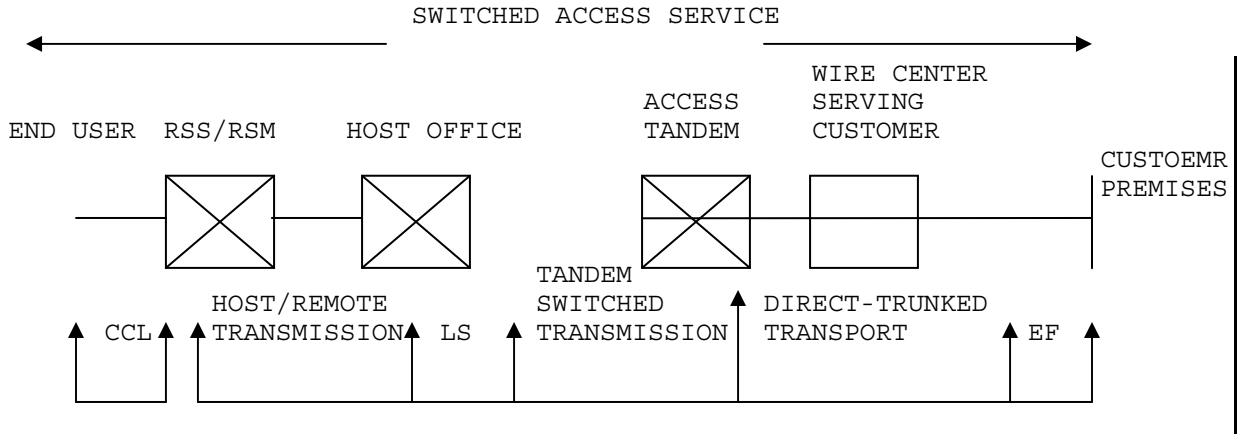 SWITCHED ACCESS SERVICE
WIRE CENTER
ACCESS SERVING
END USER RSS/RSM HOST OFFICE TANDEM CUSTOMER
CUSTOEMR
PREMISES
TANDEM
HOST/REMOTE SWITCHED DIRECT-TRUNKED
CCL TRANSMISSION LS TRANSMISSION TRANSPORT EF